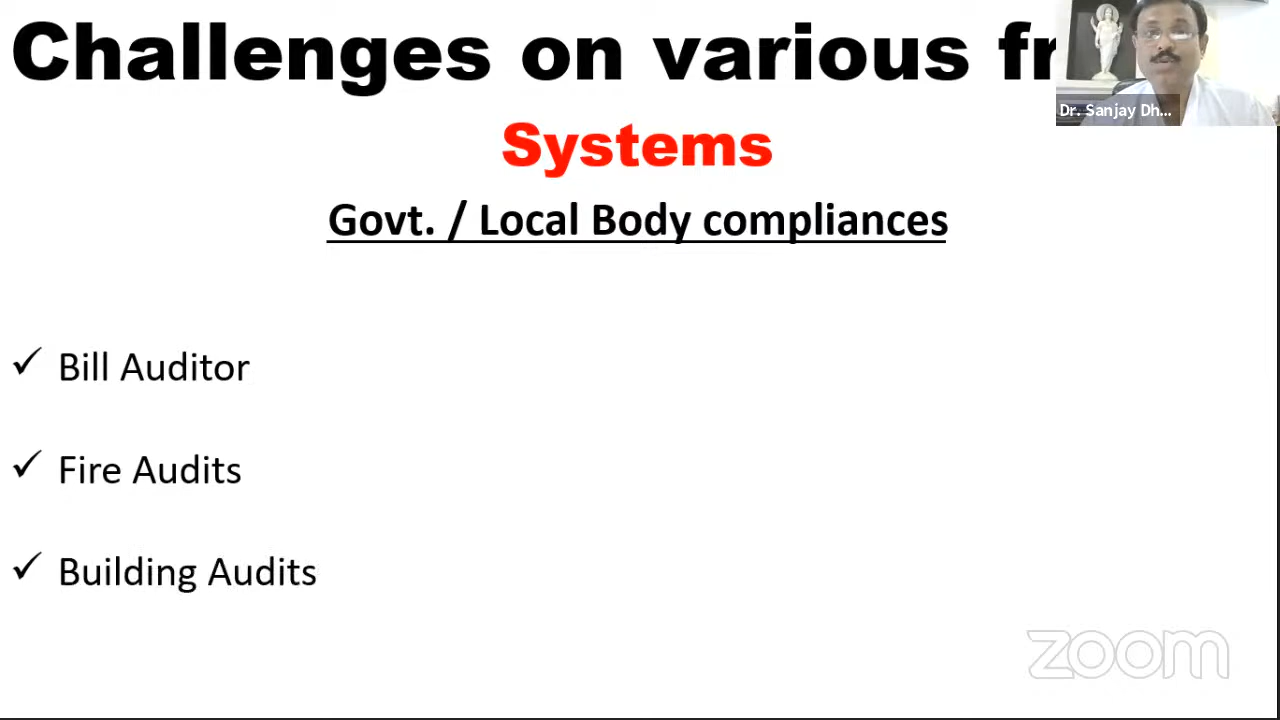 Challenges on various fr
Dr. Sanjay Dh...
Systems
Govt. / Local Body compliances
✓ Bill Auditor
✓ Fire Audits
✓ Building Audits
zoom